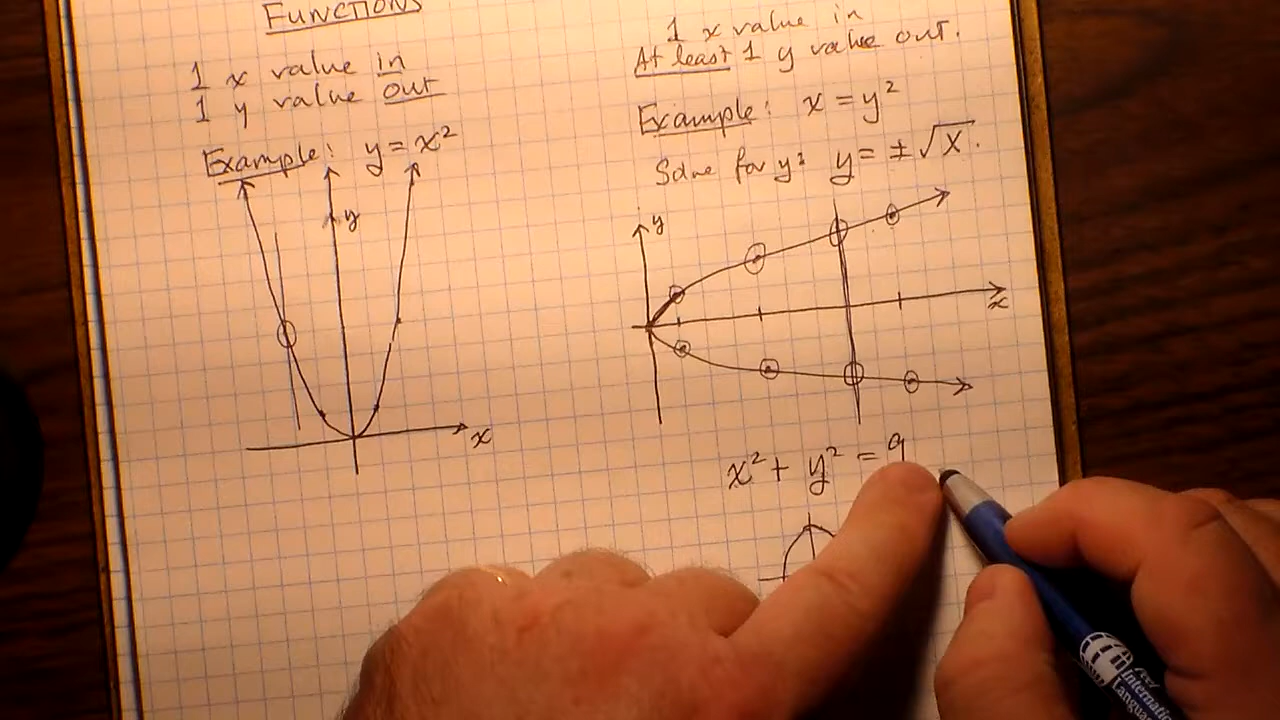 FUNCTIONS
1 x value in
1 y value out
Example: y = x²
y
x
1 x value in
At least 1 y value out.
Example: x = y²
Solve for y: y = ±√x.
y
x
x² + y² = 9
International